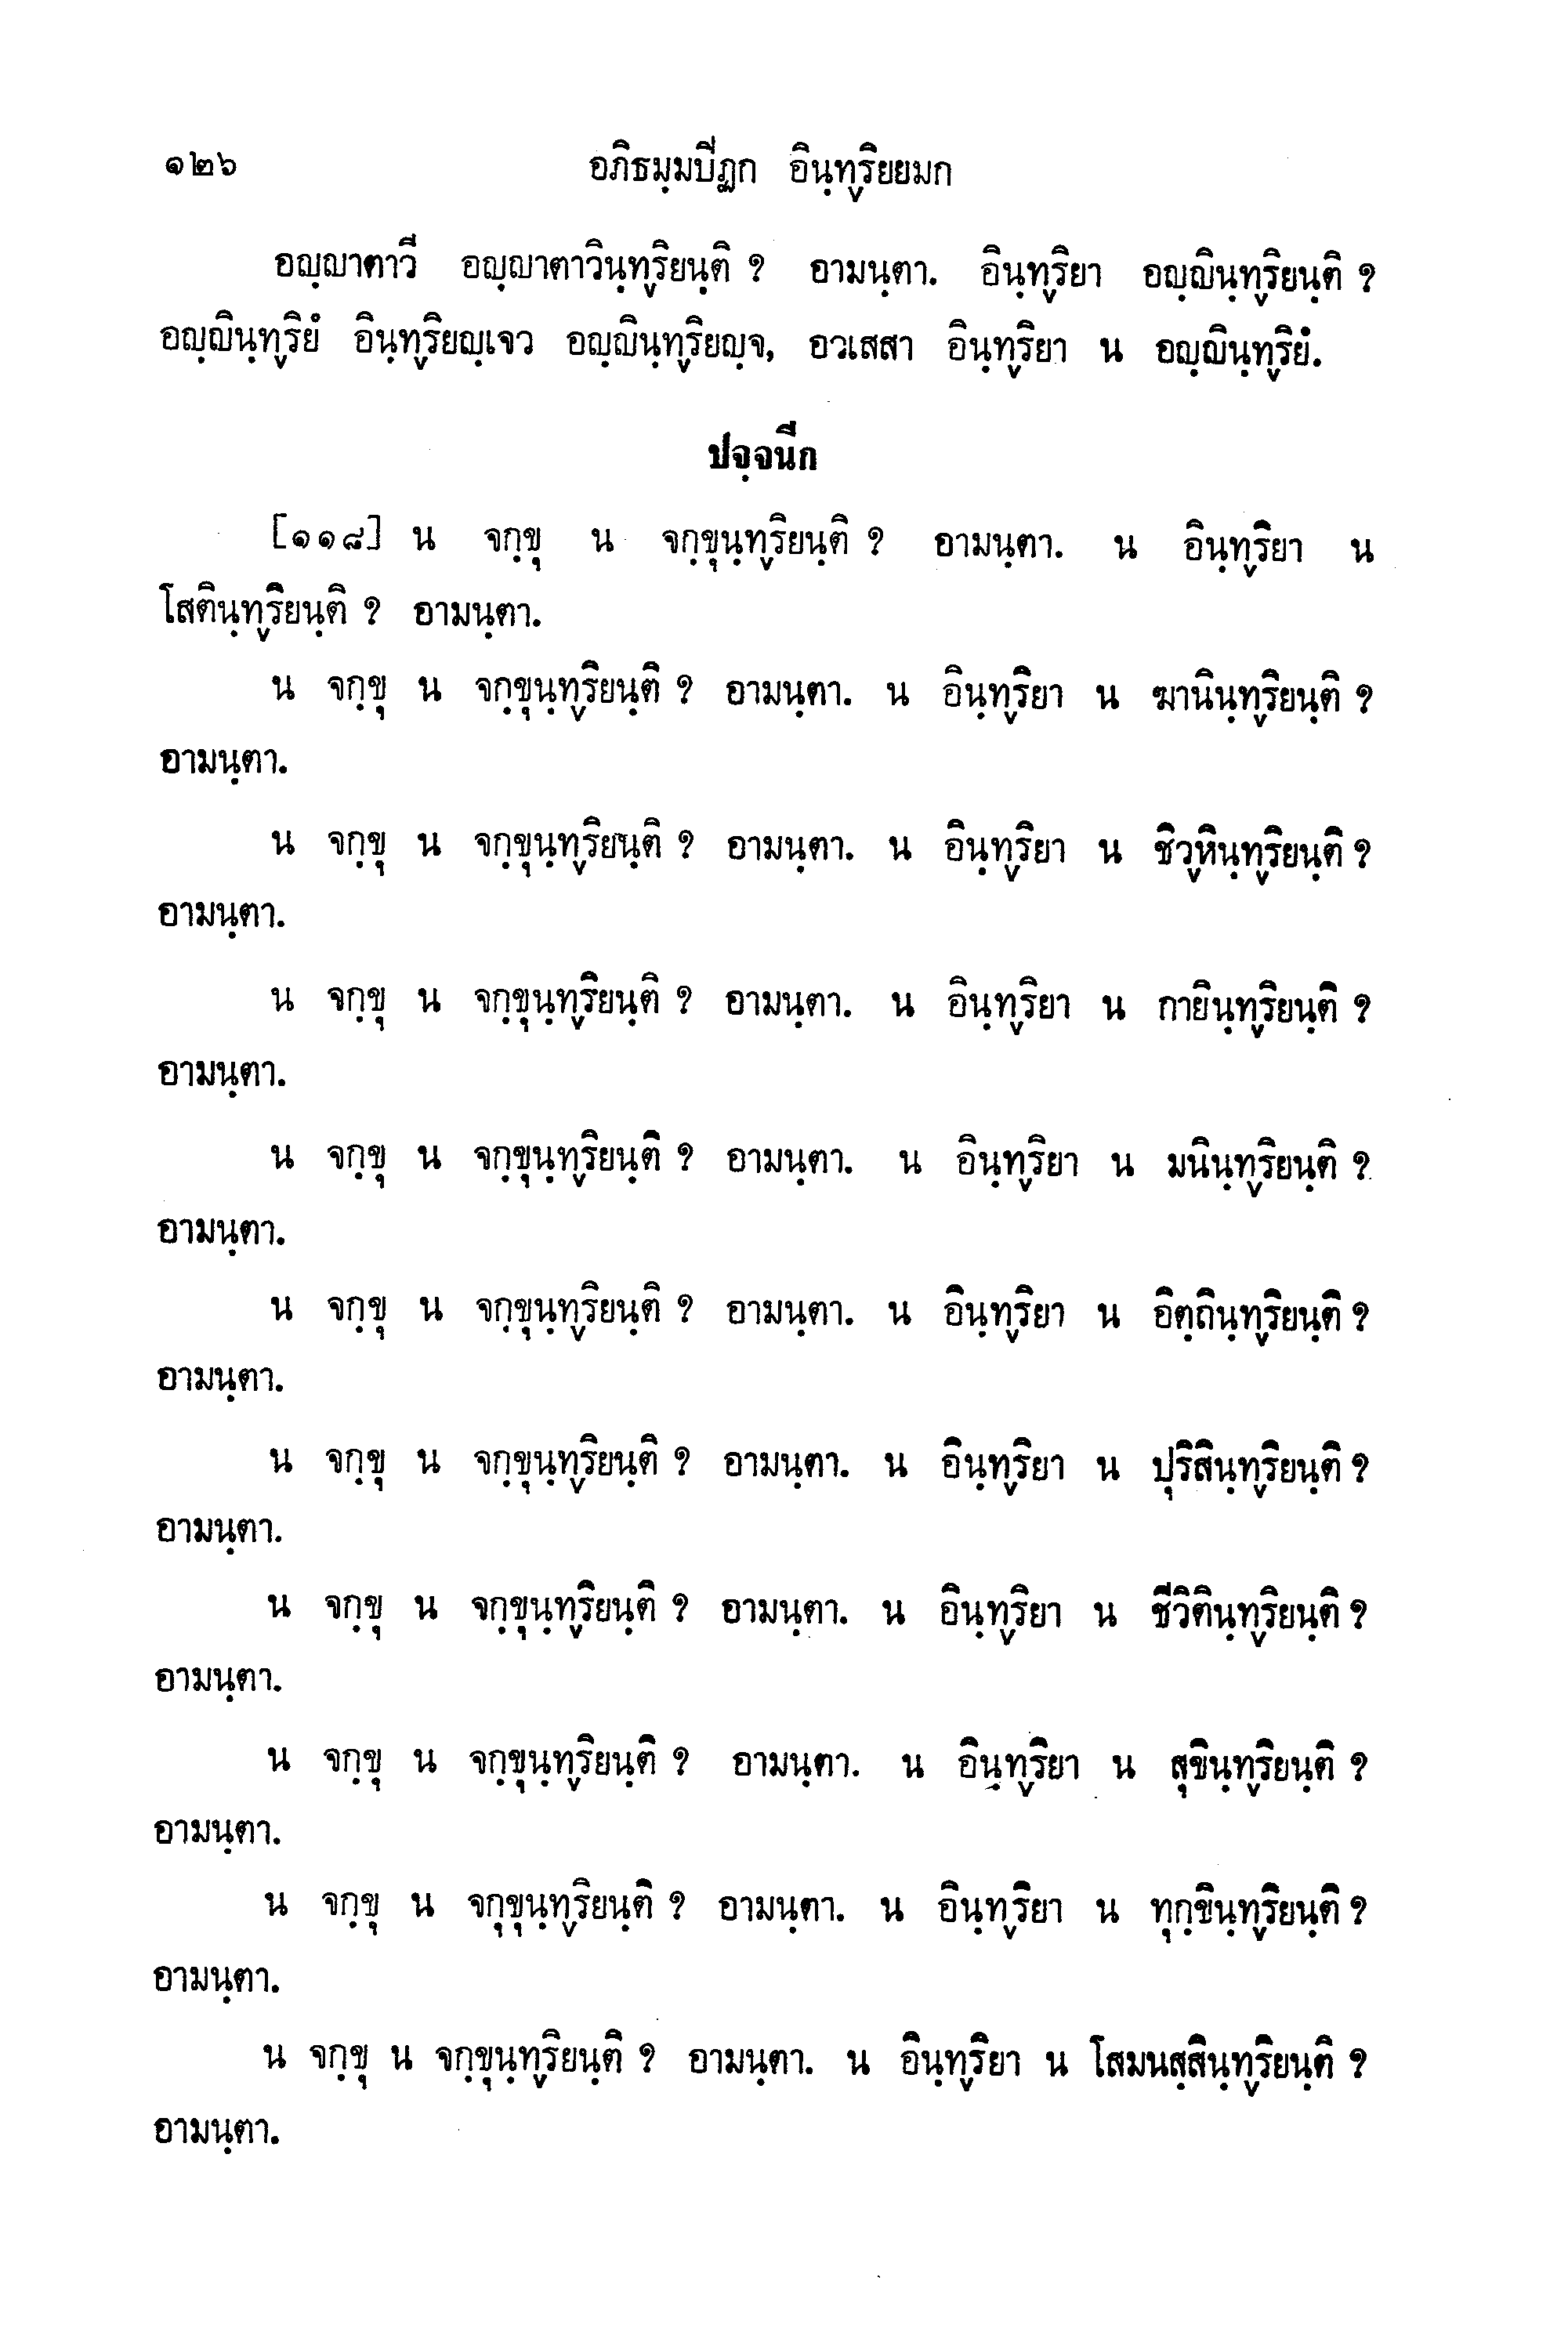 ๑๒๖ อภิธมฺมปีฏก อินฺทฺริยยมก
อญฺญาตาวี อญฺญาตาวินฺทฺริยนฺติ ? อามนฺตา. อินฺทฺริยา อญฺญินฺทฺริยนฺติ ?
อญฺญินฺทฺริยํ อินฺทฺริยญฺเจว อญฺญินฺทฺริยญฺจ, อวเสสา อินฺทฺริยา น อญฺญินฺทฺริยํ.
ปจฺจนีก
[๑๑๘] น จกฺขุ น จกฺขุนฺทฺริยนฺติ ? อามนฺตา. น อินฺทฺริยา น
โสตินฺทฺริยนฺติ ? อามนฺตา.
น จกฺขุ น จกฺขุนฺทฺริยนฺติ ? อามนฺตา. น อินฺทฺริยา น ฆานินฺทฺริยนฺติ ?
อามนฺตา.
น จกฺขุ น จกฺขุนฺทฺริยนฺติ ? อามนฺตา. น อินฺทฺริยา น ชิวฺหินฺทฺริยนฺติ ?
อามนฺตา.
น จกฺขุ น จกฺขุนฺทฺริยนฺติ ? อามนฺตา. น อินฺทฺริยา น กายินฺทฺริยนฺติ ?
อามนฺตา.
น จกฺขุ น จกฺขุนฺทฺริยนฺติ ? อามนฺตา. น อินฺทฺริยา น มนินฺทฺริยนฺติ ?
อามนฺตา.
น จกฺขุ น จกฺขุนฺทฺริยนฺติ ? อามนฺตา. น อินฺทฺริยา น อิตฺถินฺทฺริยนฺติ ?
อามนฺตา.
น จกฺขุ น จกฺขุนฺทฺริยนฺติ ? อามนฺตา. น อินฺทฺริยา น ปุริสินฺทฺริยนฺติ ?
อามนฺตา.
น จกฺขุ น จกฺขุนฺทฺริยนฺติ ? อามนฺตา. น อินฺทฺริยา น ชีวิตินฺทฺริยนฺติ ?
อามนฺตา.
น จกฺขุ น จกฺขุนฺทฺริยนฺติ ? อามนฺตา. น อินฺทฺริยา น สุขินฺทฺริยนฺติ ?
อามนฺตา.
น จกฺขุ น จกุขุนฺทฺริยนฺติ ? อามนฺตา. น อินฺทฺริยา น ทุกฺขินฺทฺริยนฺติ ?
อามนฺตา.
น จกฺขุ น จกฺขุนฺทฺริยนฺติ ? อามนฺตา. น อินฺทฺริยา น โสมนสฺสินฺทฺริยนฺติ ?
อามนฺตา.